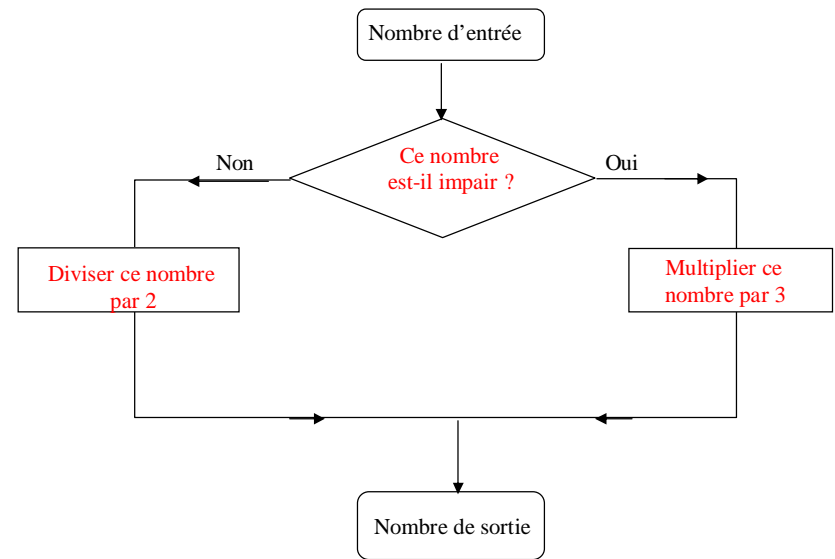 Nombre d'entrée
Ce nombre
est-il impair ?
Non
Oui
Diviser ce nombre
par 2
Multiplier ce
nombre par 3
Nombre de sortie